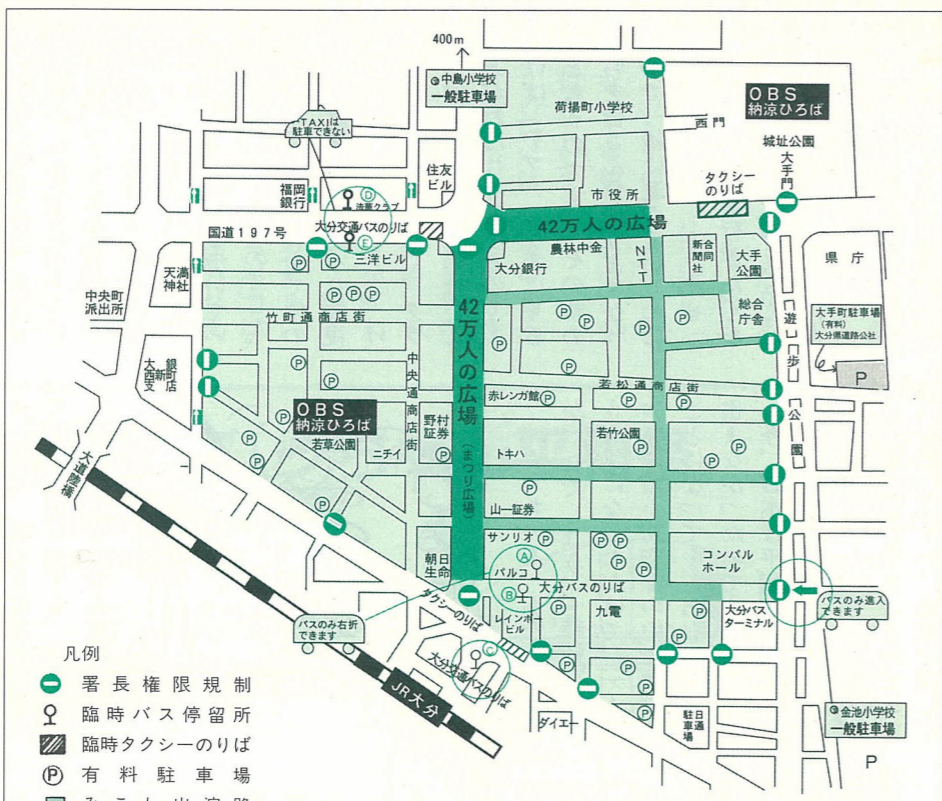 400m
中島小学校
一般駐車場
荷揚町小学校
OBS
納涼ひろば
西門
城址公園
大手門
TAXIは
駐車できない
住友
ビル
市役所
タクシー
のりば
福岡
銀行
D
法華クラブ
大分交通バスのりば
E
国道197号
42万人の広場
三洋ビル
大分銀行
農林中金
NTT
新聞
合同
社
大手
公園
県庁
天満
神社
中央町
派出所
42万人の広場
(まつり広場)
総合
庁舎
大手町駐車場
(有料)
大分県道路公社
P
竹町通商店街
中央通商店街
遊歩公園
大西
銀
新町
支店
若松通商店街
赤レンガ館
OBS
納涼ひろば
若草公園
ニチイ
野村
証券
トキハ
若竹公園
大道陸橋
山一証券
サンリオ
朝日
生命
パルコ
A
B
大分バスのりば
コンパル
ホール
タクシーのりば
レインボー
ビル
九電
大分バス
ターミナル
バスのみ進入
できます
バスのみ右折
できます
C
大分交通バスのりば
JR大分
ダイエー
日通
駐車場
金池小学校
一般駐車場
P
凡例
署長権限規制
臨時バス停留所
臨時タクシーのりば
P 有料駐車場